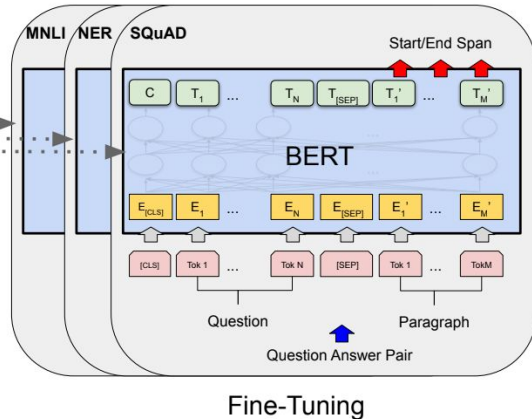 MNLI NER SQuAD
Start/End Span
C T1 ... TN T[SEP] T1' ... TM'
BERT
E[CLS] E1 ... EN E[SEP] E1' ... EM'
[CLS] Tok 1 ... Tok N [SEP] Tok 1 ... TokM
Question Paragraph
Question Answer Pair
Fine-Tuning